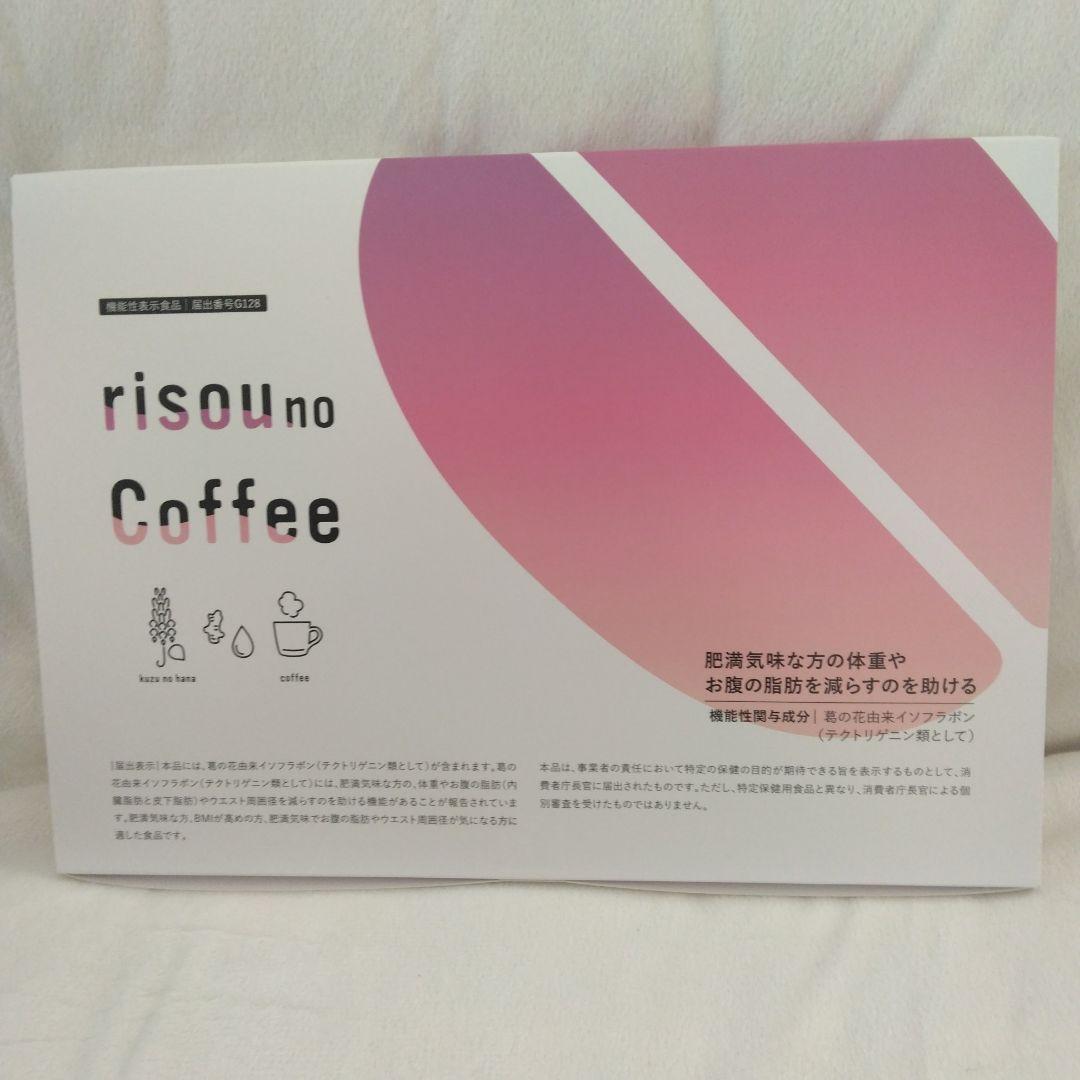 機能性表示食品｜届出番号G128
risou no
Coffee
kuzu no hana
coffee
肥満気味な方の体重や
お腹の脂肪を減らすのを助ける
機能性関与成分｜葛の花由来イソフラボン
（テクトリゲニン類として）
｜届出表示｜本品には、葛の花由来イソフラボン（テクトリゲニン類として）が含まれます。葛の
花由来イソフラボン（テクトリゲニン類として）には、肥満気味な方の、体重やお腹の脂肪（内
臓脂肪と皮下脂肪）やウエスト周囲径を減らすのを助ける機能があることが報告されていま
す。肥満気味な方、BMIが高めの方、肥満気味でお腹の脂肪やウエスト周囲径が気になる方に
適した食品です。
本品は、事業者の責任において特定の保健の目的が期待できる旨を表示するものとして、消
費者庁長官に届出されたものです。ただし、特定保健用食品と異なり、消費者庁長官による個
別審査を受けたものではありません。